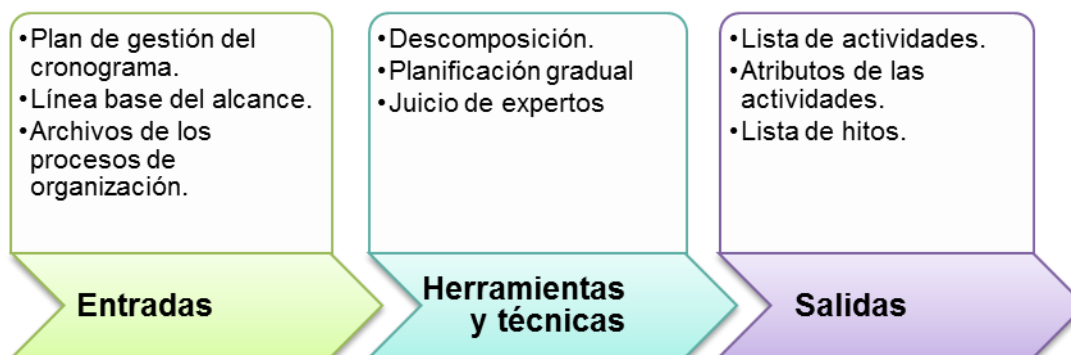 •Plan de gestión del
cronograma.
•Línea base del alcance.
•Archivos de los
procesos de
organización.
Entradas
•Descomposición.
•Planificación gradual
•Juicio de expertos
Herramientas
y técnicas
•Lista de actividades.
•Atributos de las
actividades.
•Lista de hitos.
Salidas